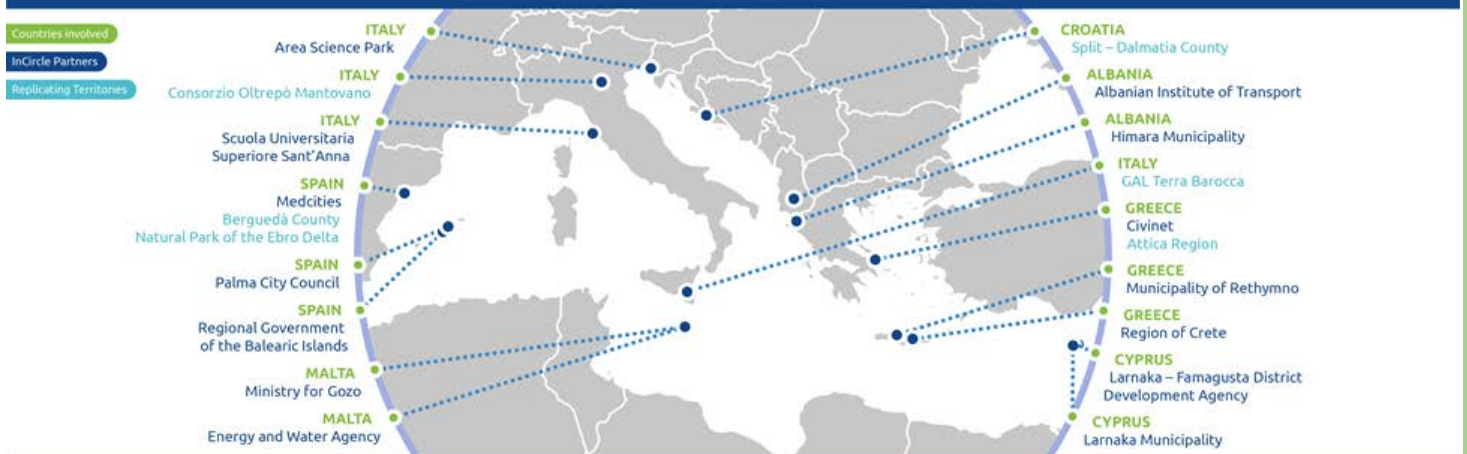 Countries involved
InCircle Partners
Replicating Territories
ITALY
Area Science Park
ITALY
Consorzio Oltrepò Mantovano
ITALY
Scuola Universitaria
Superiore Sant'Anna
SPAIN
Medcities
Berguedà County
Natural Park of the Ebro Delta
SPAIN
Palma City Council
SPAIN
Regional Government
of the Balearic Islands
MALTA
Ministry for Gozo
MALTA
Energy and Water Agency
CROATIA
Split – Dalmatia County
ALBANIA
Albanian Institute of Transport
ALBANIA
Himara Municipality
ITALY
GAL Terra Barocca
GREECE
Civinet
Attica Region
GREECE
Municipality of Rethymno
GREECE
Region of Crete
CYPRUS
Larnaka – Famagusta District
Development Agency
CYPRUS
Larnaka Municipality